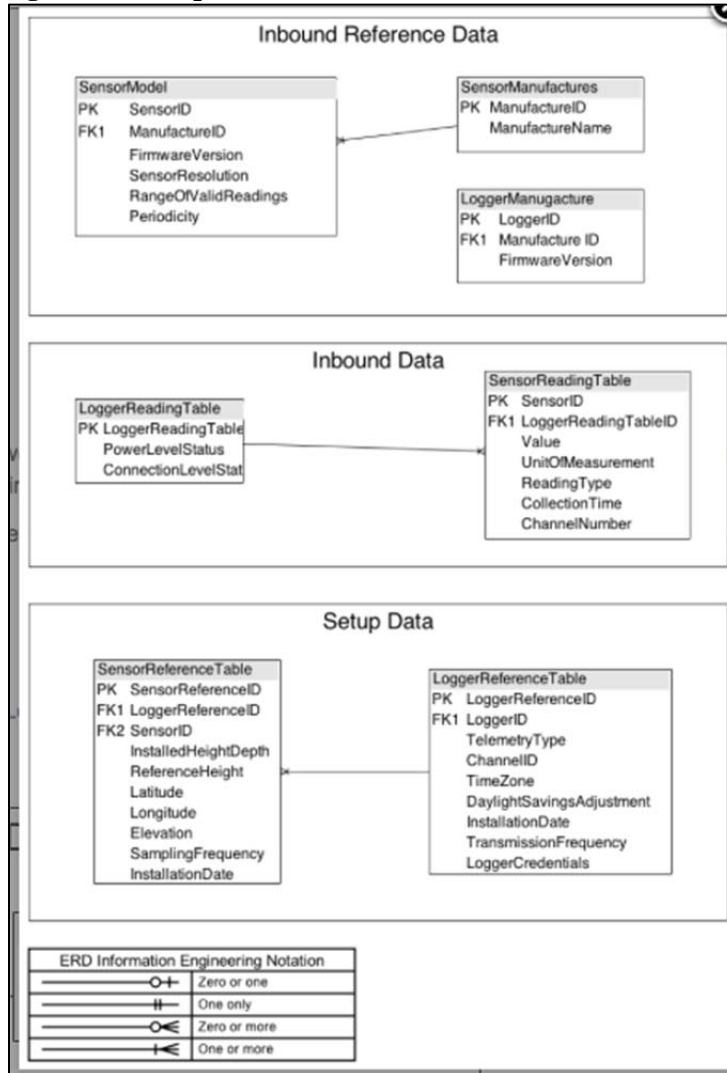 Inbound Reference Data
SensorModel
PK SensorID
FK1 ManufactureID
FirmwareVersion
SensorResolution
RangeOfValidReadings
Periodicity
SensorManufactures
PK ManufactureID
ManufactureName
LoggerManugacture
PK LoggerID
FK1 Manufacture ID
FirmwareVersion
Inbound Data
LoggerReadingTable
PK LoggerReadingTable
PowerLevelStatus
ConnectionLevelStat
SensorReadingTable
PK SensorID
FK1 LoggerReadingTableID
Value
UnitOfMeasurement
ReadingType
CollectionTime
ChannelNumber
Setup Data
SensorReferenceTable
PK SensorReferenceID
FK1 LoggerReferenceID
FK2 SensorID
InstalledHeightDepth
ReferenceHeight
Latitude
Longitude
Elevation
SamplingFrequency
InstallationDate
LoggerReferenceTable
PK LoggerReferenceID
FK1 LoggerID
TelemetryType
ChannelID
TimeZone
DaylightSavingsAdjustment
InstallationDate
TransmissionFrequency
LoggerCredentials
ERD Information Engineering Notation
Zero or one
One only
Zero or more
One or more